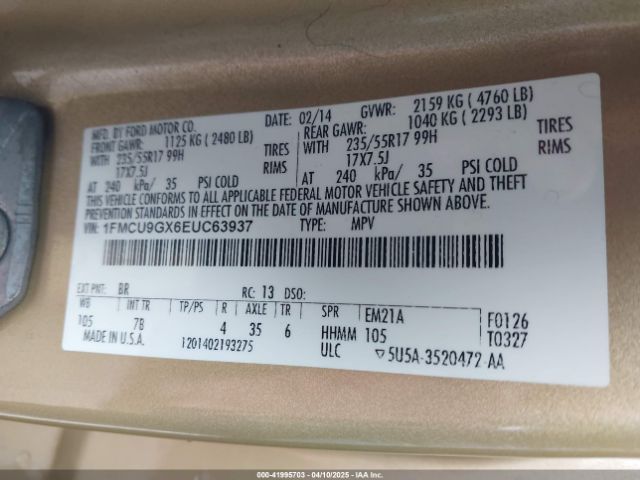 MFD. BY FORD MOTOR CO.
DATE: 02/14 GVWR: 2159 KG ( 4760 LB)
FRONT GAWR: 1125 KG ( 2480 LB)
REAR GAWR: 1040 KG ( 2293 LB)
WITH 235/55R17 99H TIRES
WITH 235/55R17 99H TIRES
17X7.5J RIMS
17X7.5J RIMS
AT 240 kPa/ 35 PSI COLD
AT 240 kPa/ 35 PSI COLD
THIS VEHICLE CONFORMS TO ALL APPLICABLE FEDERAL MOTOR VEHICLE SAFETY AND THEFT
PREVENTION STANDARDS IN EFFECT ON THE DATE OF MANUFACTURE SHOWN ABOVE.
VIN: 1FMCU9GX6EUC63937 TYPE: MPV
EXT PNT: BR RC: 13 DSO:
WB INT TR TP/PS R AXLE TR SPR EM21A F0126
105 7B 4 35 6 HHMM 105 T0327
MADE IN U.S.A. 1201402193275 ULC ▽5U5A-3520472-AA
000-41995703 - 04/10/2025 - IAAI.com